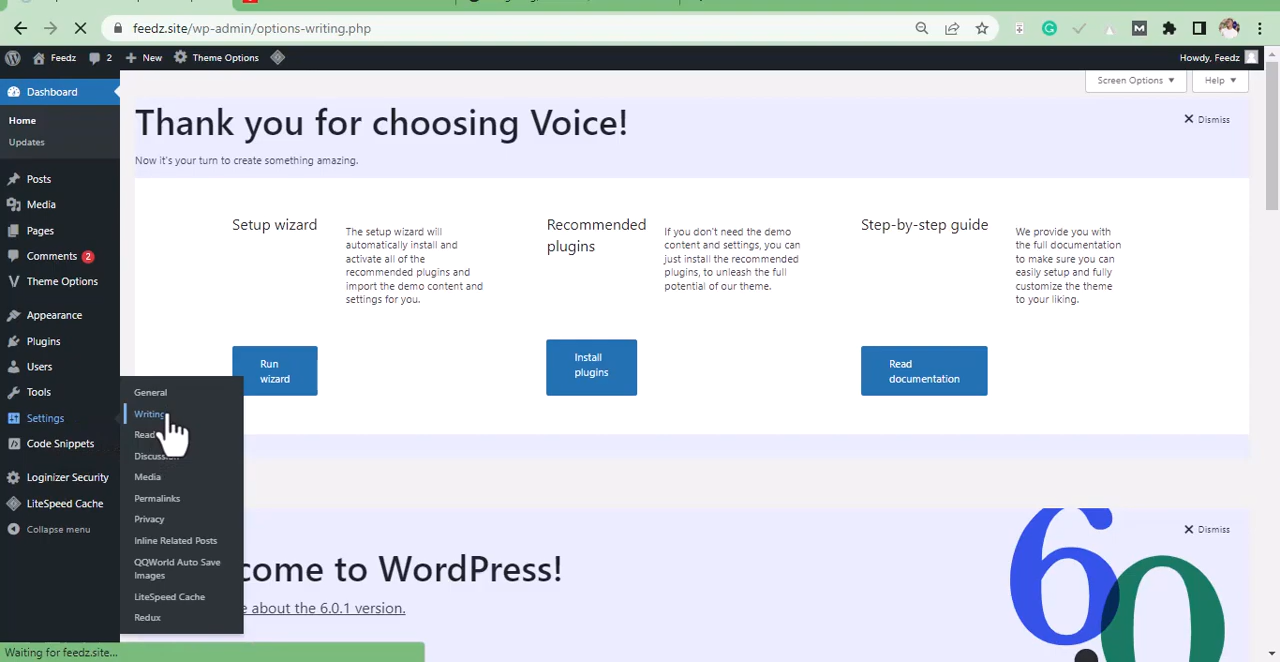 feedz.site/wp-admin/options-writing.php
Feedz 2 New Theme Options
Howdy, Feedz
Dashboard
Home
Updates
Posts
Media
Pages
Comments 2
Theme Options
Appearance
Plugins
Users
Tools
Settings
Code Snippets
Loginizer Security
LiteSpeed Cache
Collapse menu
General
Writing
Media
Permalinks
Privacy
Inline Related Posts
QQWorld Auto Save
Images
LiteSpeed Cache
Redux
Screen Options ▼
Help ▼
Thank you for choosing Voice!
Dismiss
Now it's your turn to create something amazing.
Setup wizard
The setup wizard will
automatically install and
activate all of the
recommended plugins and
import the demo content and
settings for you.
Run
wizard
Recommended
plugins
If you don't need the demo
content and settings, you can
just install the recommended
plugins, to unleash the full
potential of our theme.
Install
plugins
Step-by-step guide
We provide you with
the full documentation
to make sure you can
easily setup and fully
customize the theme
to your liking.
Read
documentation
Dismiss
come to WordPress!
about the 6.0.1 version.
6.0
Waiting for feedz.site...